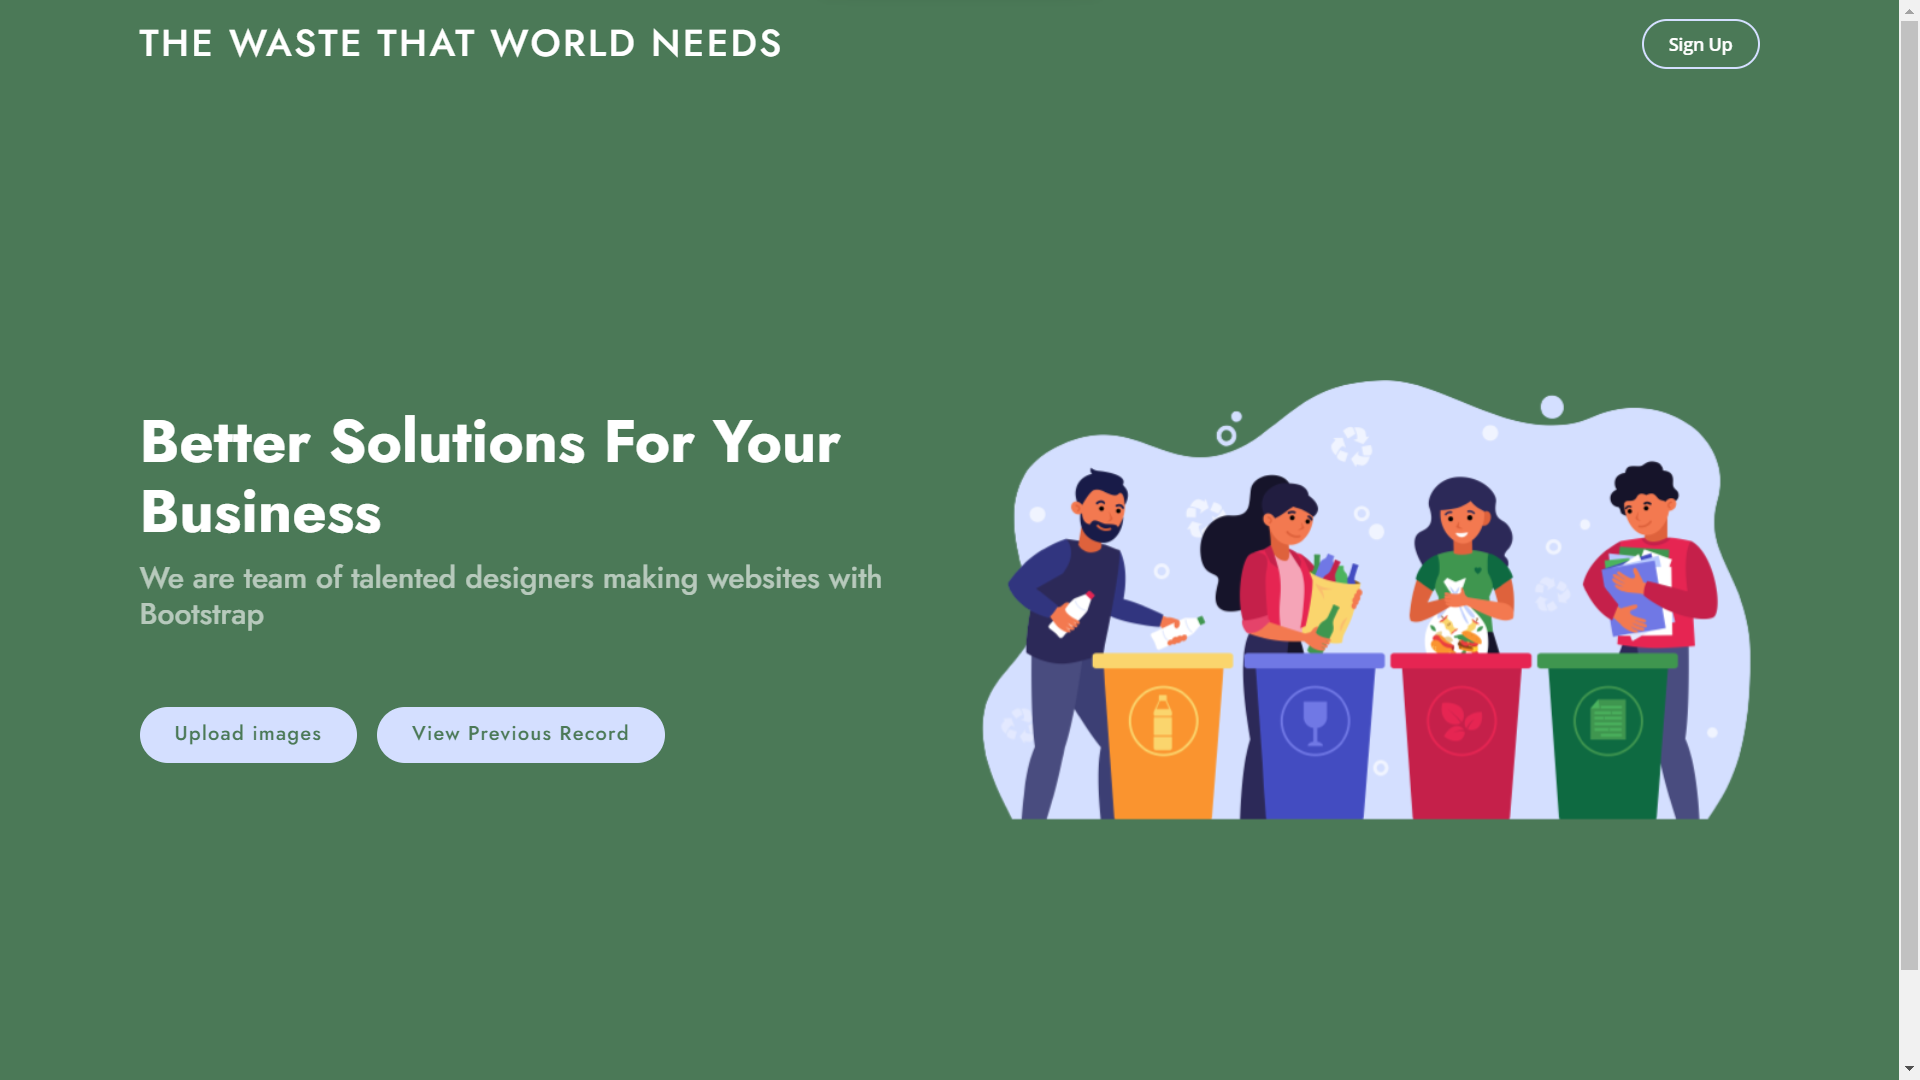 THE WASTE THAT WORLD NEEDS
Sign Up
Better Solutions For Your
Business
We are team of talented designers making websites with
Bootstrap
Upload images
View Previous Record